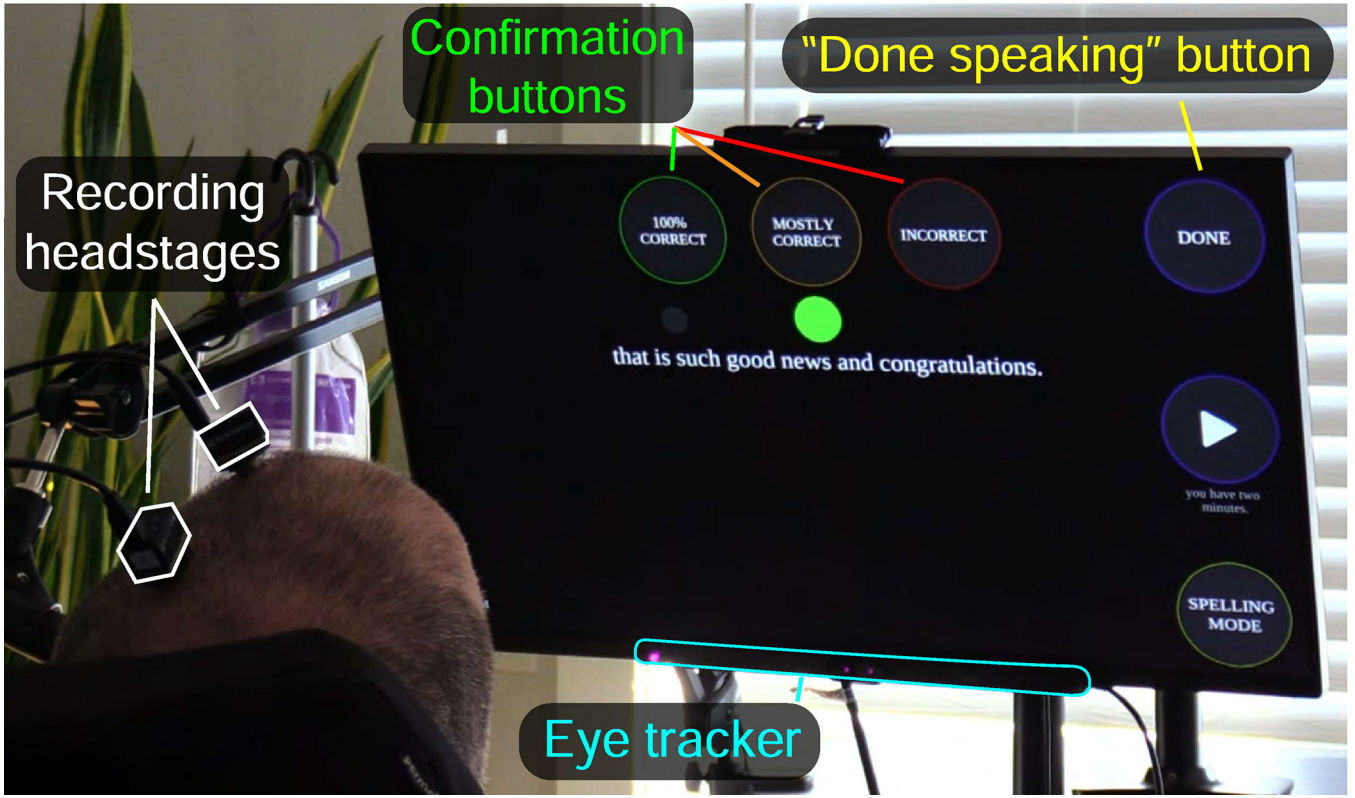 Confirmation
buttons
“Done speaking” button
Recording
headstages
100%
CORRECT
MOSTLY
CORRECT
INCORRECT
DONE
SAMSON
that is such good news and congratulations.
you have two
minutes.
SPELLING
MODE
Eye tracker